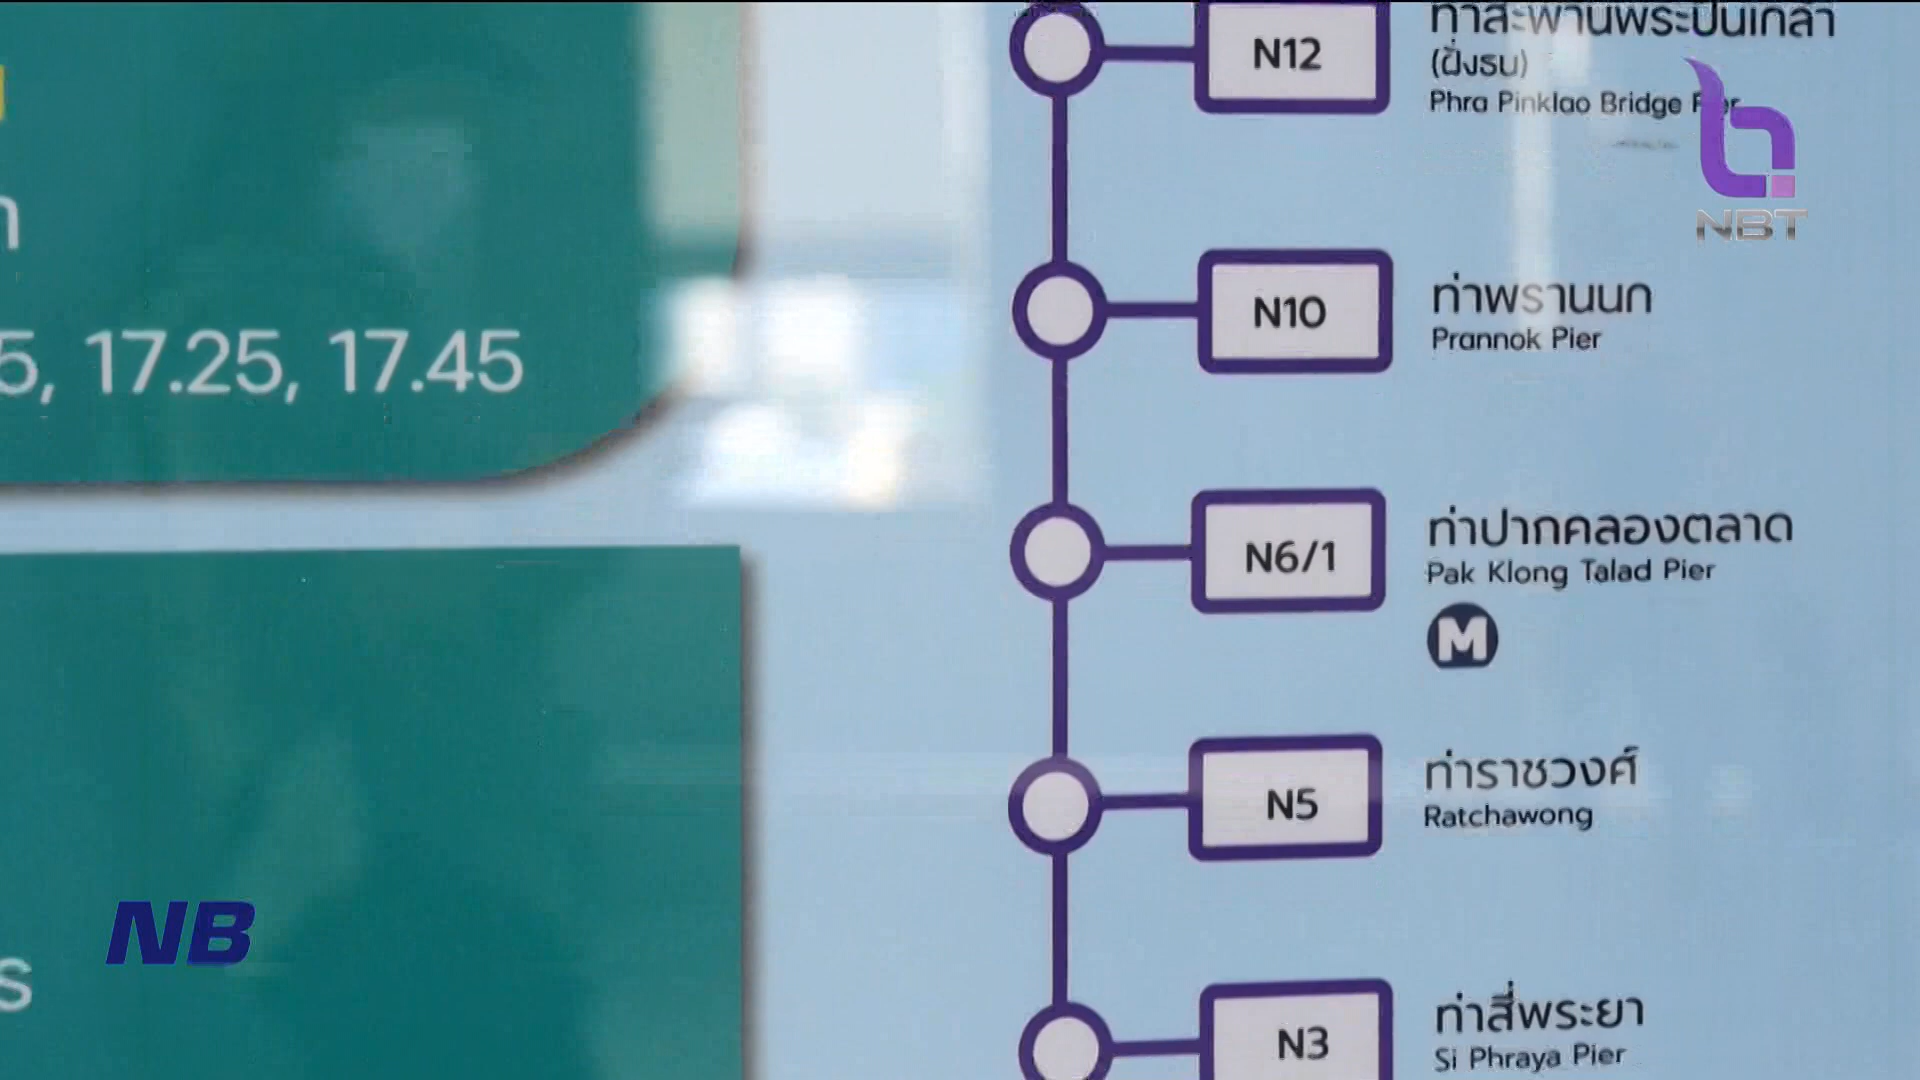 17.25, 17.45
N12
ท่าสะพานพระปิ่นเกล้า
(ฝั่งธน)
Phra Pinklao Bridge Pier
NBT
N10
ท่าพรานนก
Prannok Pier
N6/1
ท่าปากคลองตลาด
Pak Klong Talad Pier
M
N5
ท่าราชวงศ์
Ratchawong
NB
N3
ท่าสี่พระยา
Si Phraya Pier